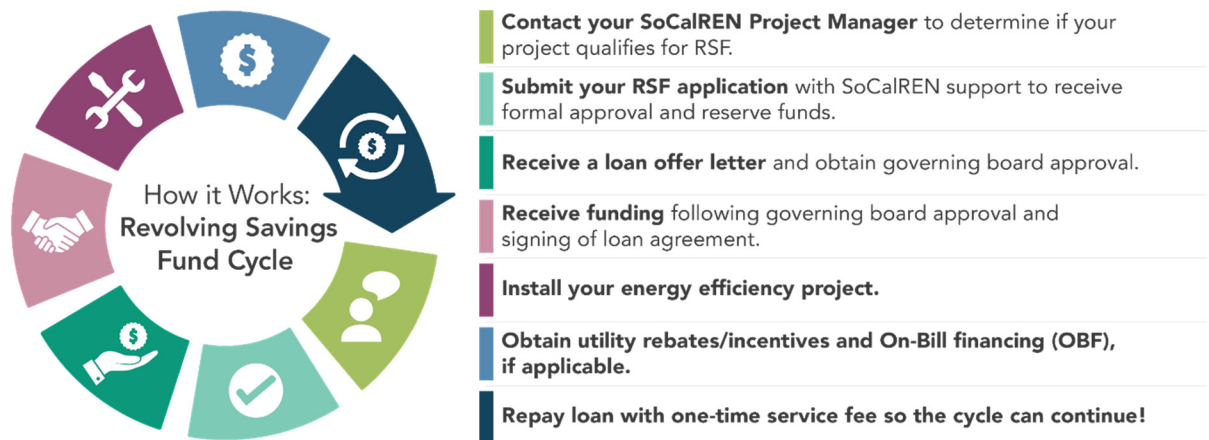 How it Works:
Revolving Savings
Fund Cycle
$
$
$
Contact your SoCalREN Project Manager to determine if your
project qualifies for RSF.
Submit your RSF application with SoCalREN support to receive
formal approval and reserve funds.
Receive a loan offer letter and obtain governing board approval.
Receive funding following governing board approval and
signing of loan agreement.
Install your energy efficiency project.
Obtain utility rebates/incentives and On-Bill financing (OBF),
if applicable.
Repay loan with one-time service fee so the cycle can continue!